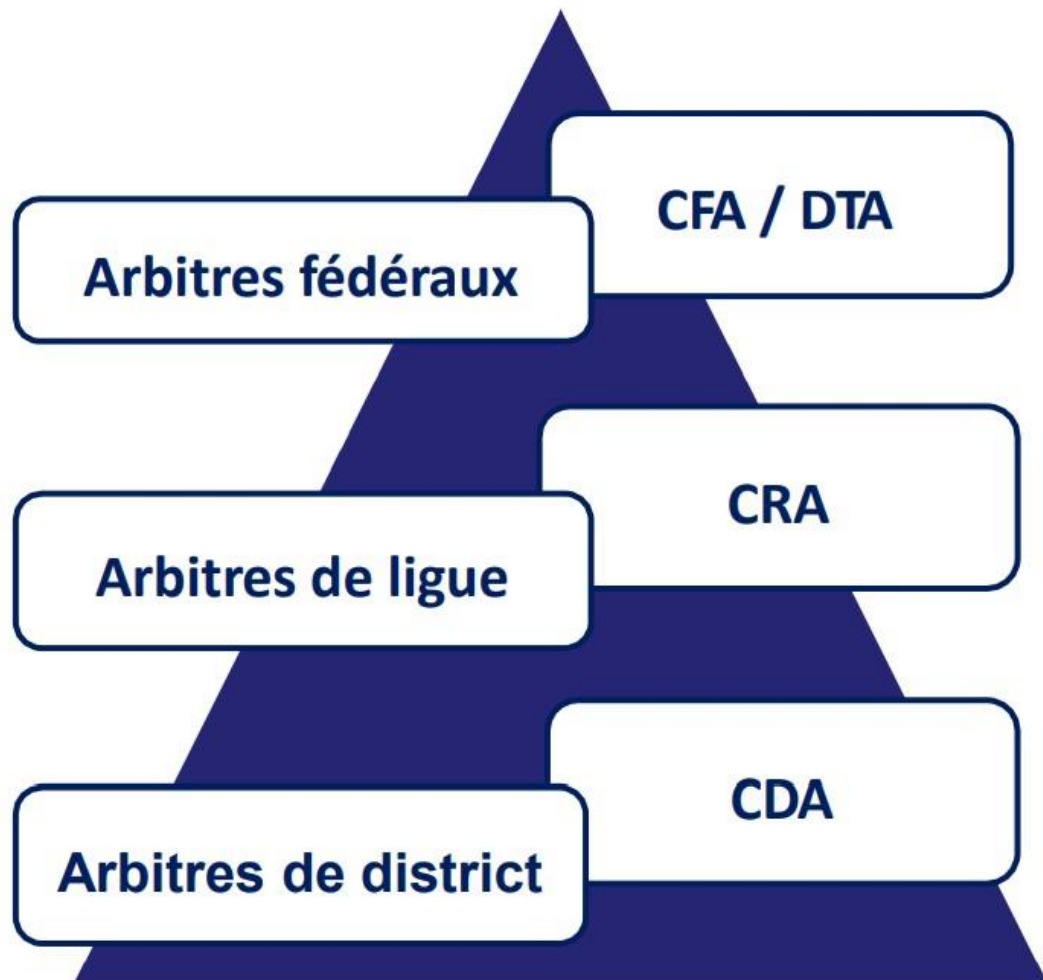 CFA / DTA
Arbitres fédéraux
CRA
Arbitres de ligue
CDA
Arbitres de district